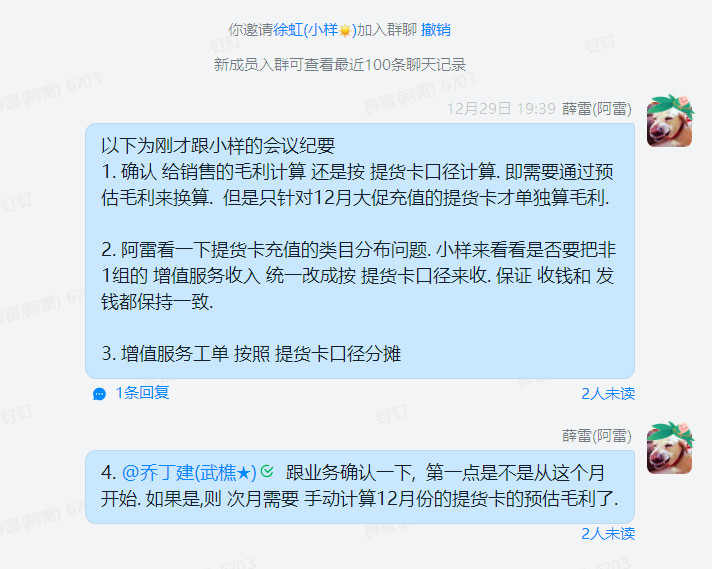 你邀请徐虹(小样☀️)加入群聊 撤销
新成员入群可查看最近100条聊天记录
12月29日 19:39 薛雷(阿雷)
以下为刚才跟小样的会议纪要
1. 确认 给销售的毛利计算 还是按 提货卡口径计算. 即需要通过预
估毛利来换算. 但是只针对12月大促充值的提货卡才单独算毛利.
2. 阿雷看一下提货卡充值的类目分布问题. 小样来看看是否要把非
1组的 增值服务收入 统一改成按 提货卡口径来收. 保证 收钱和 发
钱都保持一致.
3. 增值服务工单 按照 提货卡口径分摊
1条回复
2人未读
薛雷(阿雷)
4. @乔丁建(武樵★) 跟业务确认一下, 第一点是不是从这个月
开始. 如果是,则 次月需要 手动计算12月份的提货卡的预估毛利了.
2人未读
薛雷(阿雷) 6703
钉钉